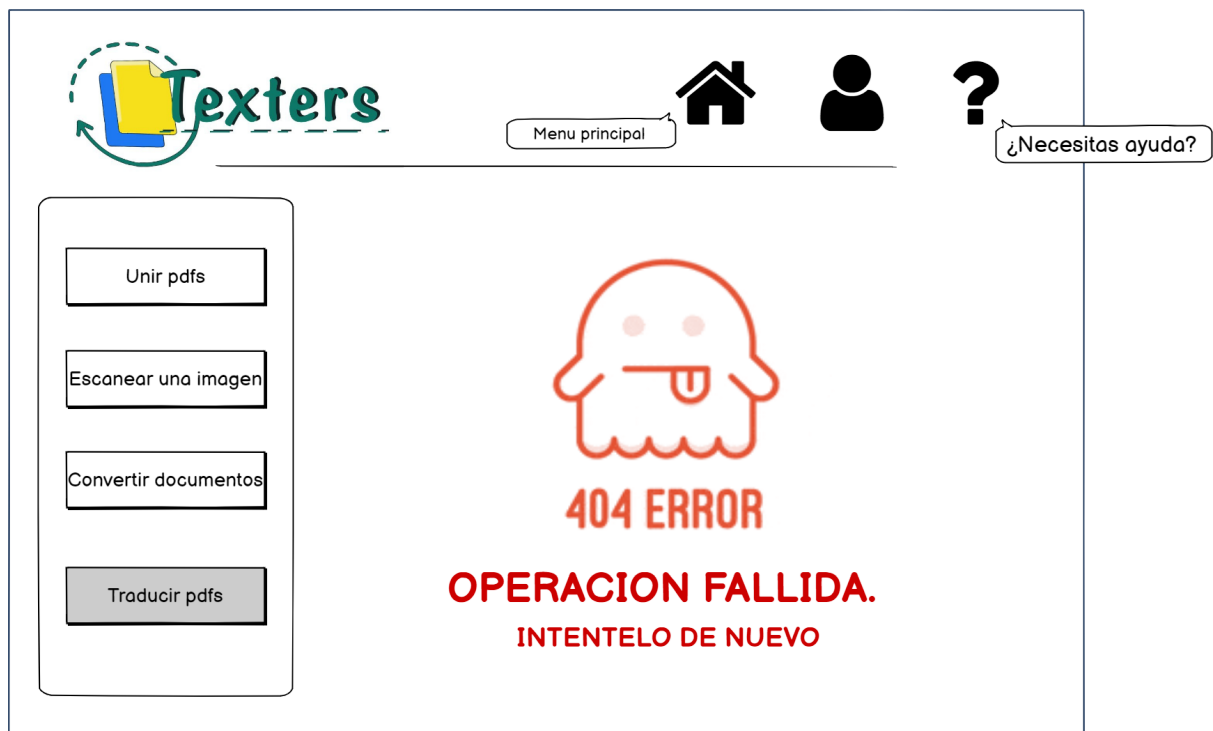 Texters
Menu principal
¿Necesitas ayuda?
Unir pdfs
Escanear una imagen
Convertir documentos
Traducir pdfs
404 ERROR
OPERACION FALLIDA.
INTENTELO DE NUEVO